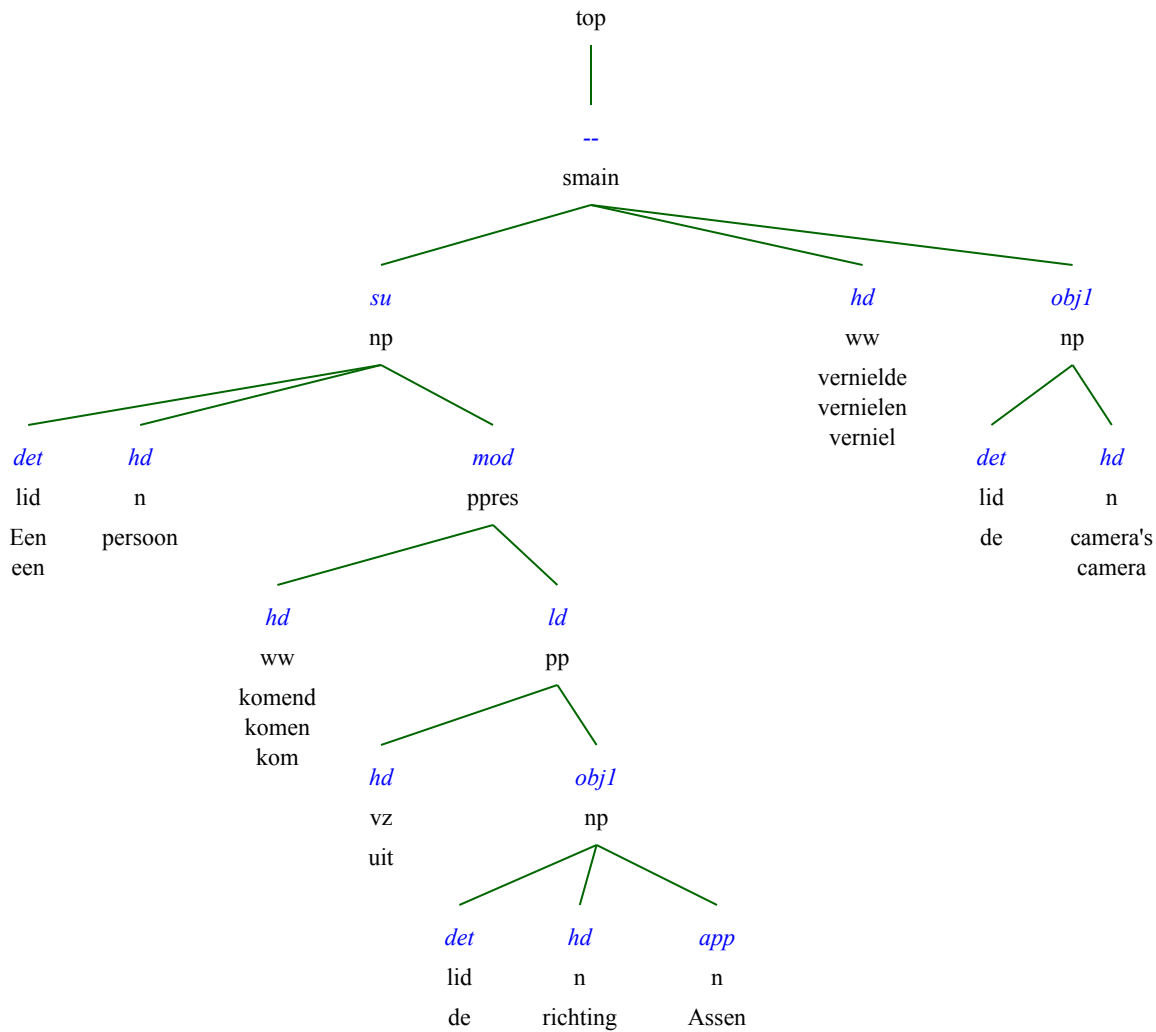 top
--
smain
su hd obj1
np ww np
vernielde
vernielen
verniel
det hd mod det hd
lid n ppres lid n
Een persoon de camera's
een camera
hd ld
ww pp
komend
komen
kom
hd obj1
vz np
uit
det hd app
lid n n
de richting Assen